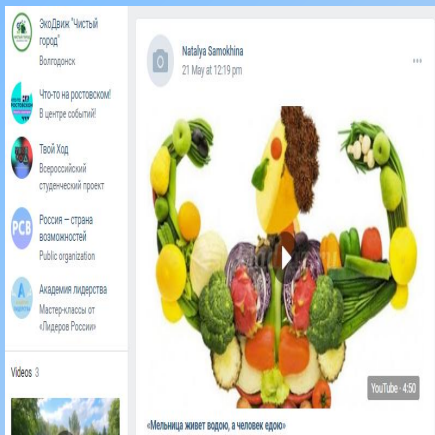 ЭкоДвиж "Чистый
город"
Волгодонск
Что-то на ростовском!
В центре событий!
Твой Ход
Всероссийский
студенческий проект
РСВ
Россия – страна
возможностей
Public organization
Академия лидерства
Мастер-классы от
«Лидеров России»
Videos 3
Natalya Samokhina
21 May at 12:19 pm
YouTube · 4:50
«Мельница живет водою, а человек едою»